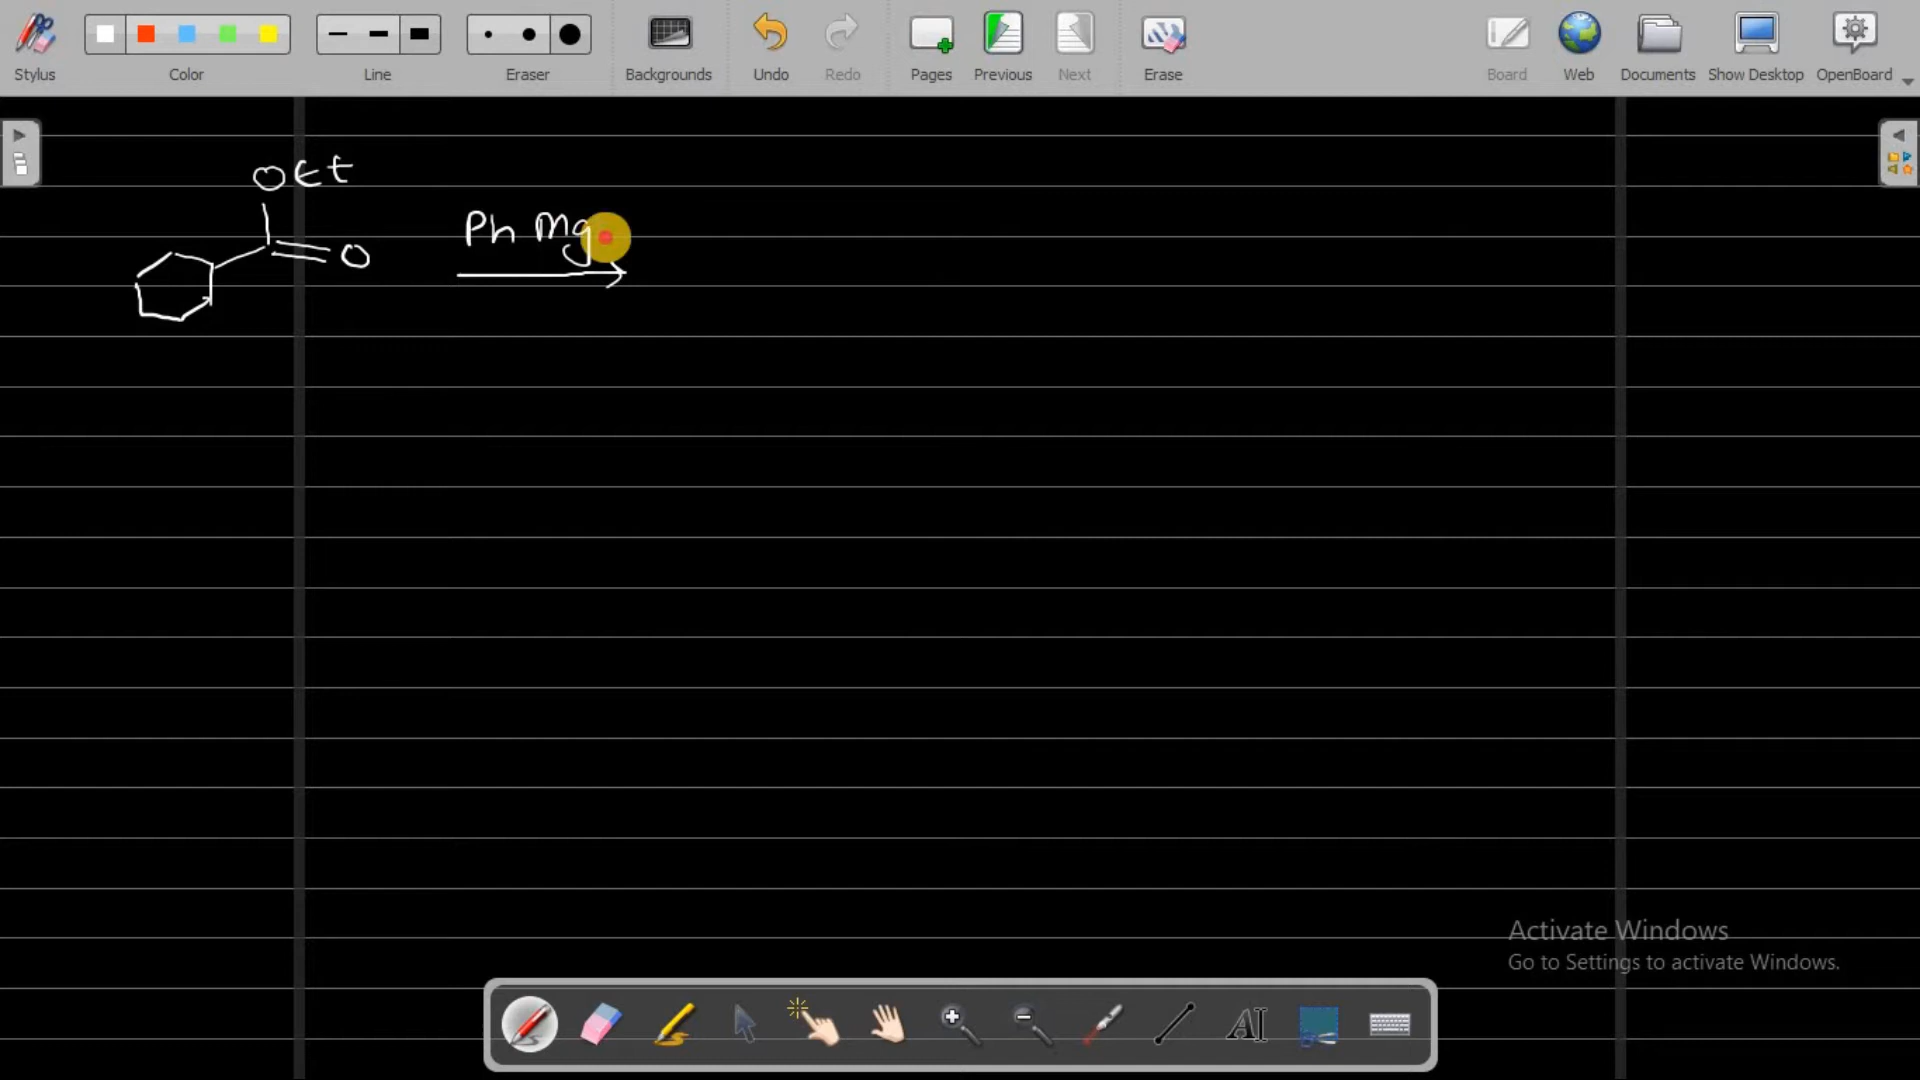 Stylus Color Line Eraser Backgrounds Undo Redo Pages Previous Next Erase Board Web Documents Show Desktop OpenBoard
OEt
Ph Mg
O
Activate Windows
Go to Settings to activate Windows.
AI